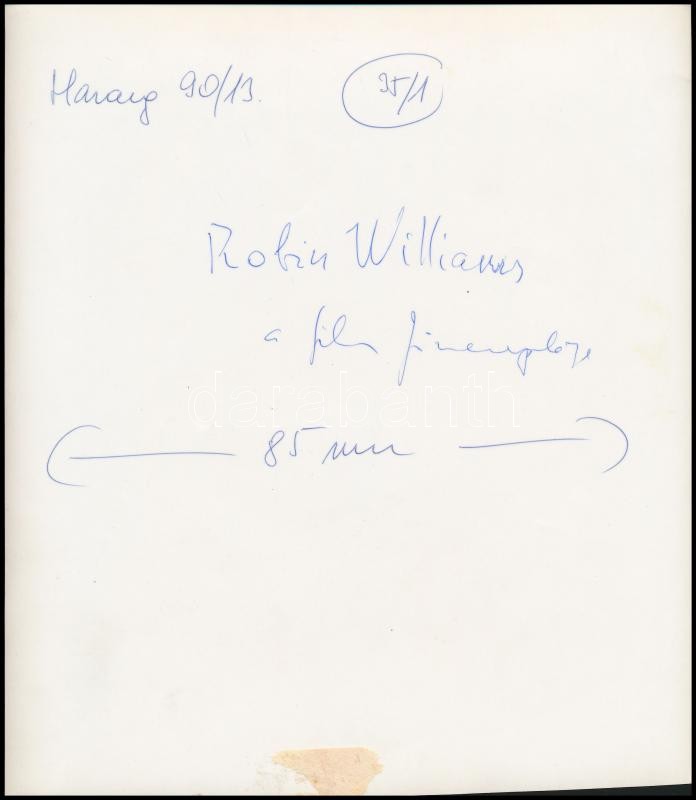 Harang 90/13. 35/1
Robin Williams
a film főszereplője
darabanth
85 mm